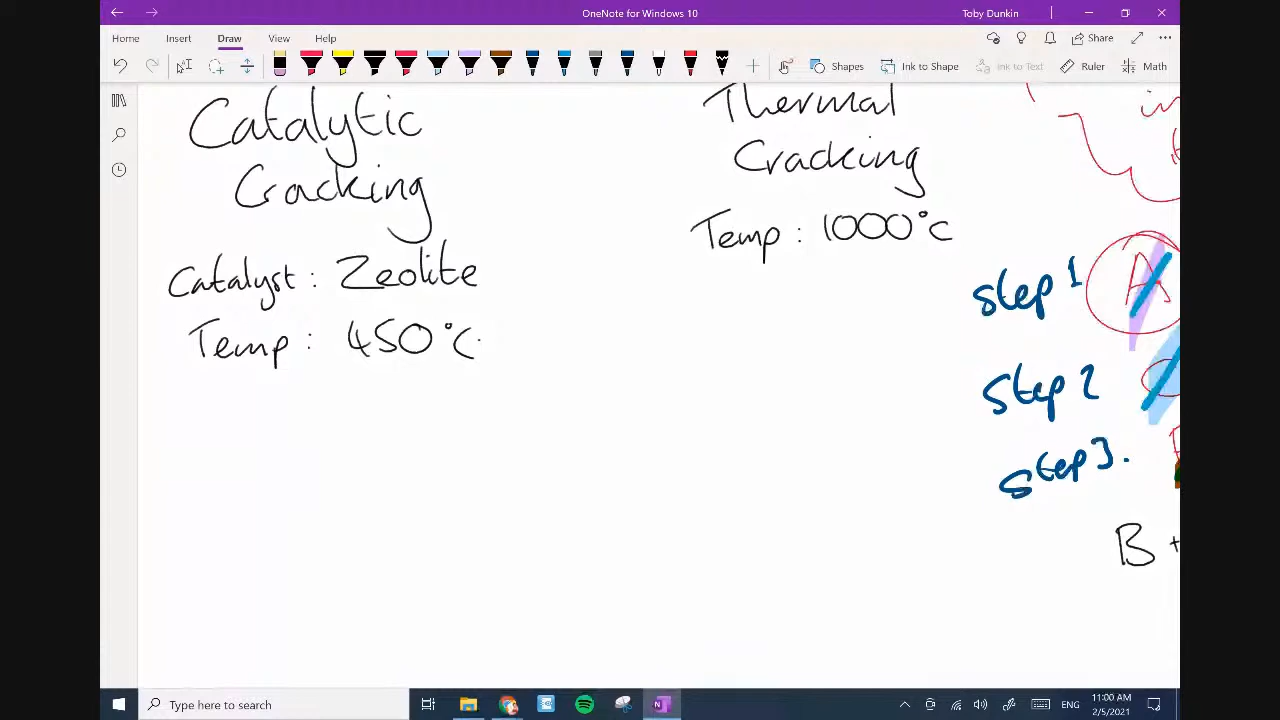 OneNote for Windows 10
Toby Dunkin
Home Insert Draw View Help
Share
Shapes Ink to Shape Ink to Text Ruler Math
Catalytic
Cracking
Catalyst : Zeolite
Temp : 450°C
Thermal
Cracking
Temp : 1000°C
in
step 1 A
step 2
step 3.
B +
Type here to search
ENG
11:00 AM
2/5/2021